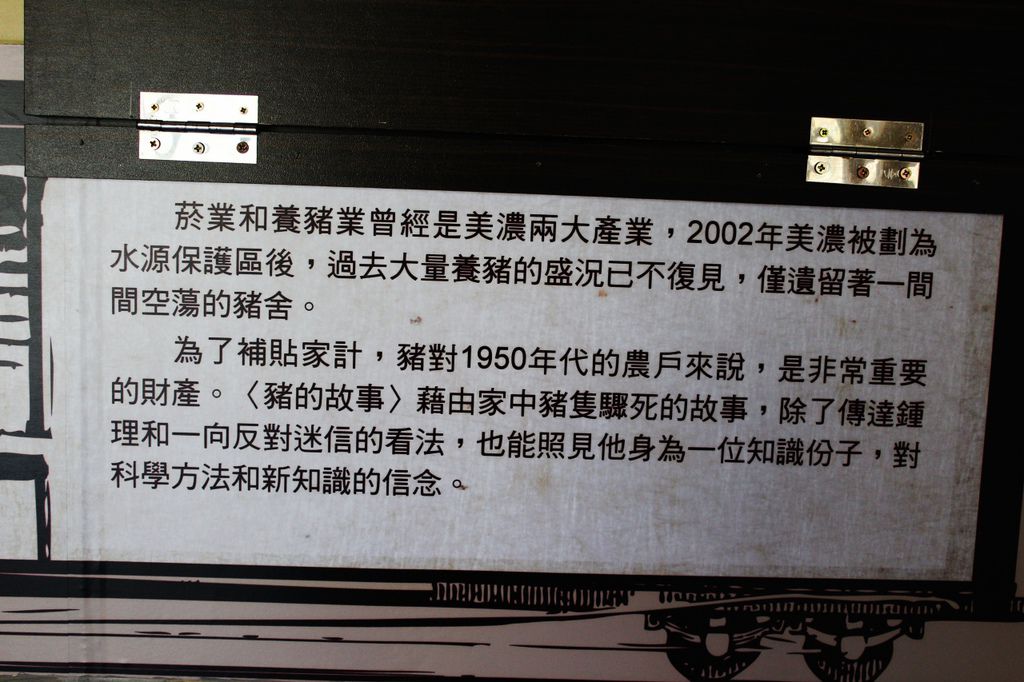 菸業和養豬業曾經是美濃兩大產業，2002年美濃被劃為
水源保護區後，過去大量養豬的盛況已不復見，僅遺留著一間
間空蕩的豬舍。
為了補貼家計，豬對1950年代的農戶來說，是非常重要
的財產。〈豬的故事〉藉由家中豬隻驟死的故事，除了傳達鍾
理和一向反對迷信的看法，也能照見他身為一位知識份子，對
科學方法和新知識的信念。